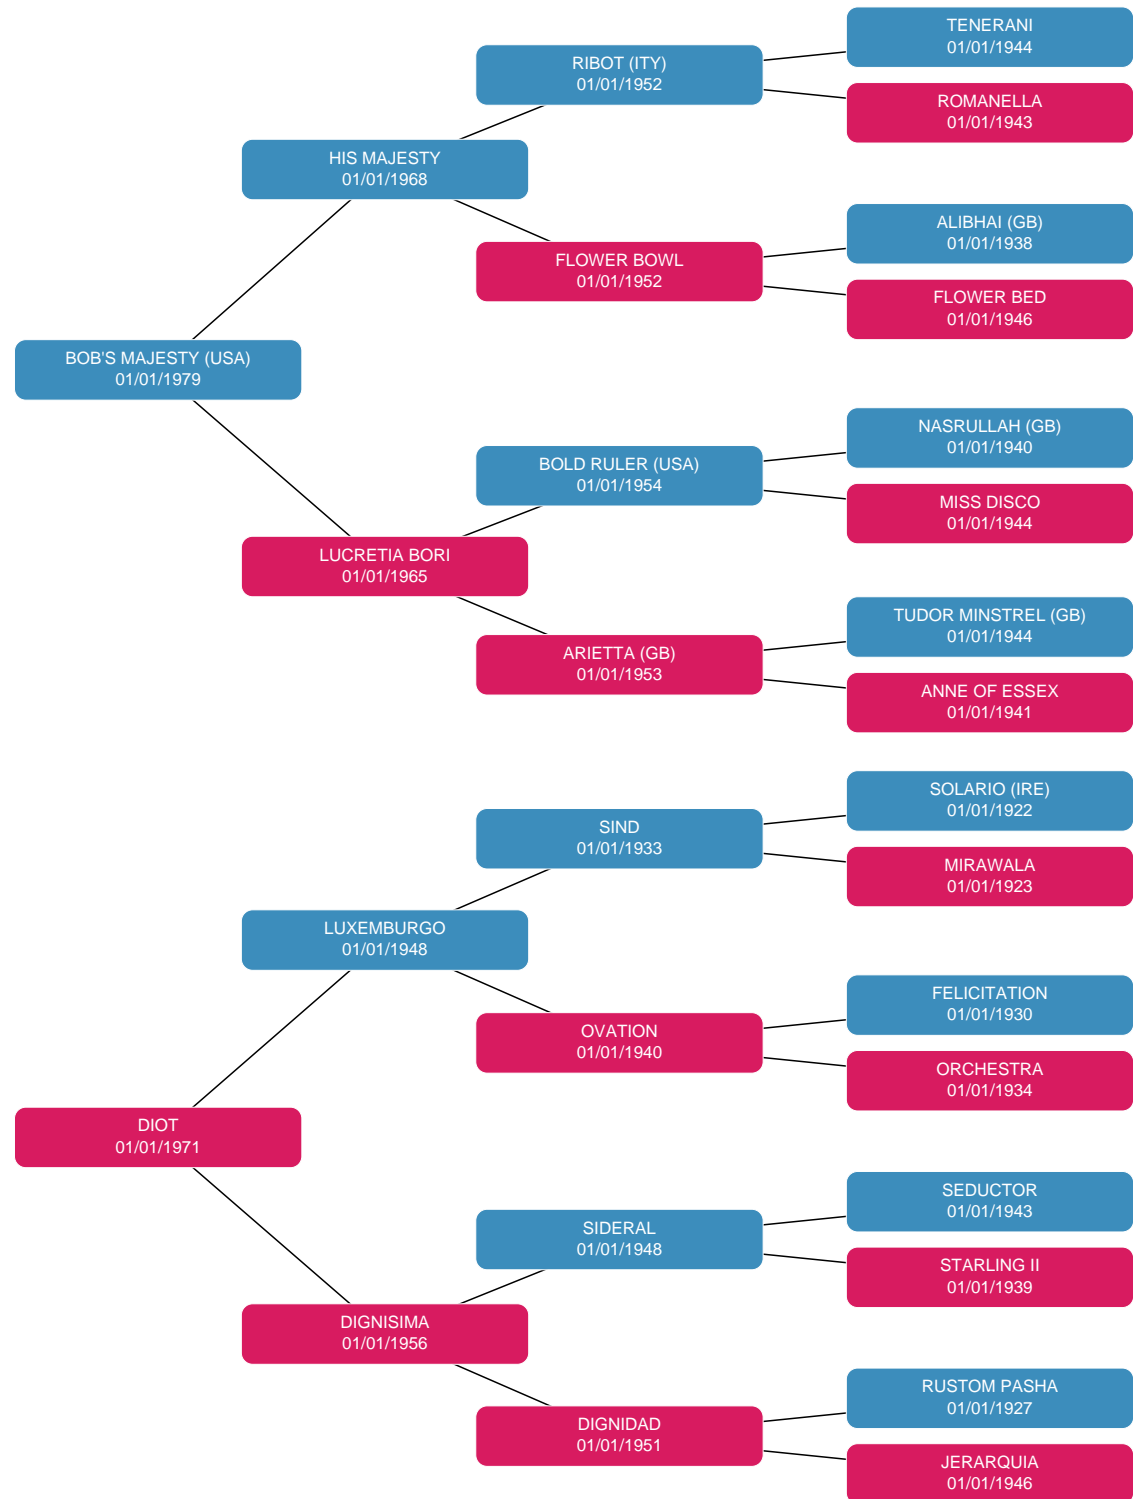 TENERANI
01/01/1944
RIBOT (ITY)
01/01/1952
ROMANELLA
01/01/1943
HIS MAJESTY
01/01/1968
ALIBHAI (GB)
01/01/1938
FLOWER BOWL
01/01/1952
FLOWER BED
01/01/1946
BOB'S MAJESTY (USA)
01/01/1979
NASRULLAH (GB)
01/01/1940
BOLD RULER (USA)
01/01/1954
MISS DISCO
01/01/1944
LUCRETIA BORI
01/01/1965
TUDOR MINSTREL (GB)
01/01/1944
ARIETTA (GB)
01/01/1953
ANNE OF ESSEX
01/01/1941
SOLARIO (IRE)
01/01/1922
SIND
01/01/1933
MIRAWALA
01/01/1923
LUXEMBURGO
01/01/1948
FELICITATION
01/01/1930
OVATION
01/01/1940
ORCHESTRA
01/01/1934
DIOT
01/01/1971
SEDUCTOR
01/01/1943
SIDERAL
01/01/1948
STARLING II
01/01/1939
DIGNISIMA
01/01/1956
RUSTOM PASHA
01/01/1927
DIGNIDAD
01/01/1951
JERARQUIA
01/01/1946